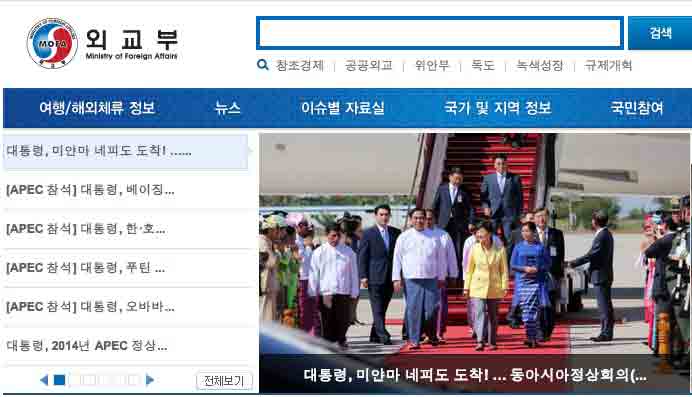 외교부
Ministry of Foreign Affairs
MOFA
검색
창조경제 | 공공외교 | 위안부 | 독도 | 녹색성장 | 규제개혁
여행/해외체류 정보 뉴스 이슈별 자료실 국가 및 지역 정보 국민참여
대통령, 미얀마 네피도 도착! ......
[APEC 참석] 대통령, 베이징...
[APEC 참석] 대통령, 한·호...
[APEC 참석] 대통령, 푸틴 ...
[APEC 참석] 대통령, 오바바...
대통령, 2014년 APEC 정상...
전체보기
대통령, 미얀마 네피도 도착! ... 동아시아정상회의(...